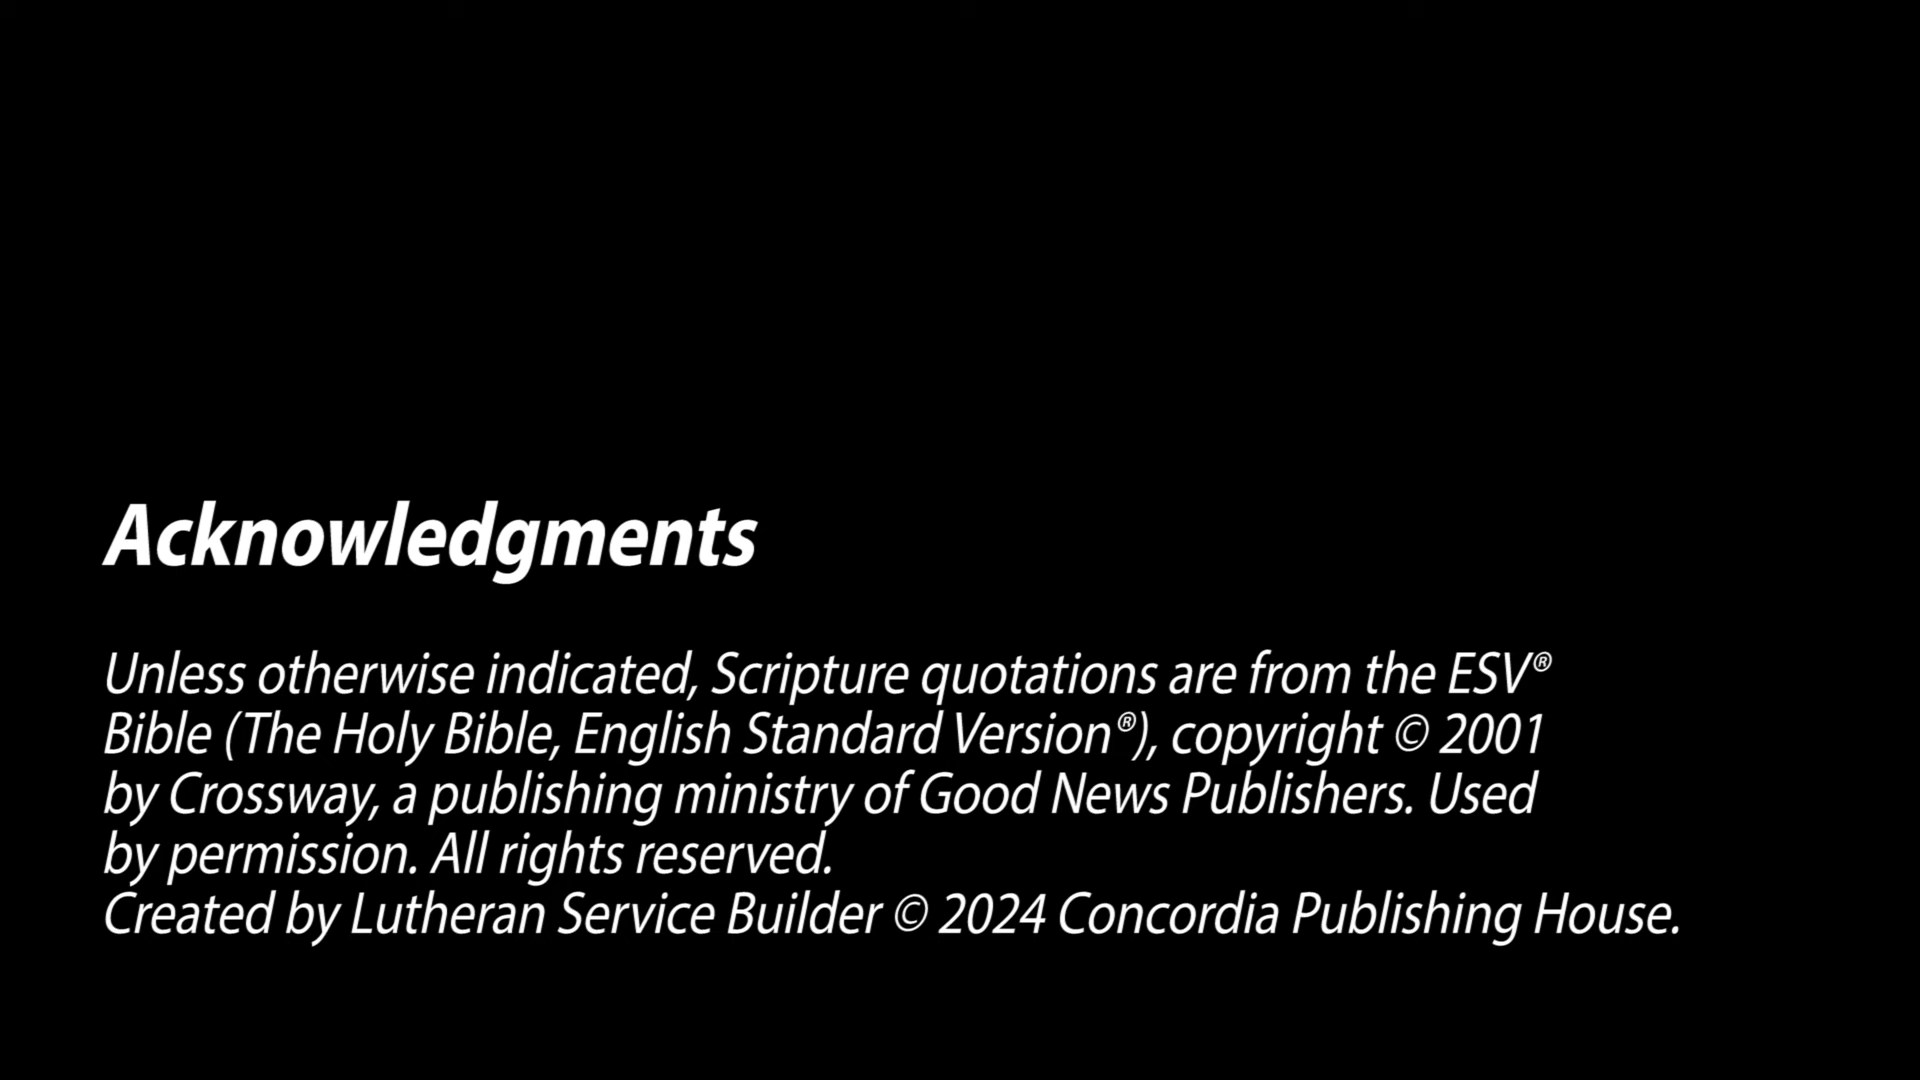 Acknowledgments
Unless otherwise indicated, Scripture quotations are from the ESV®
Bible (The Holy Bible, English Standard Version®), copyright © 2001
by Crossway, a publishing ministry of Good News Publishers. Used
by permission. All rights reserved.
Created by Lutheran Service Builder © 2024 Concordia Publishing House.